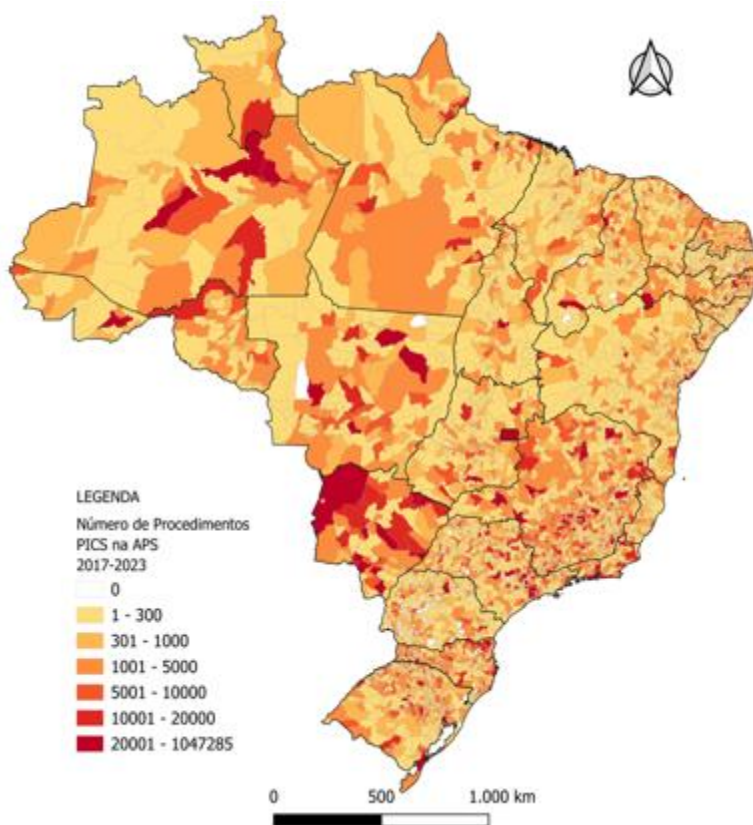 LEGENDA
Número de Procedimentos
PICS na APS
2017-2023
0
1 - 300
301 - 1000
1001 - 5000
5001 - 10000
10001 - 20000
20001 - 1047285
0 500 1.000 km